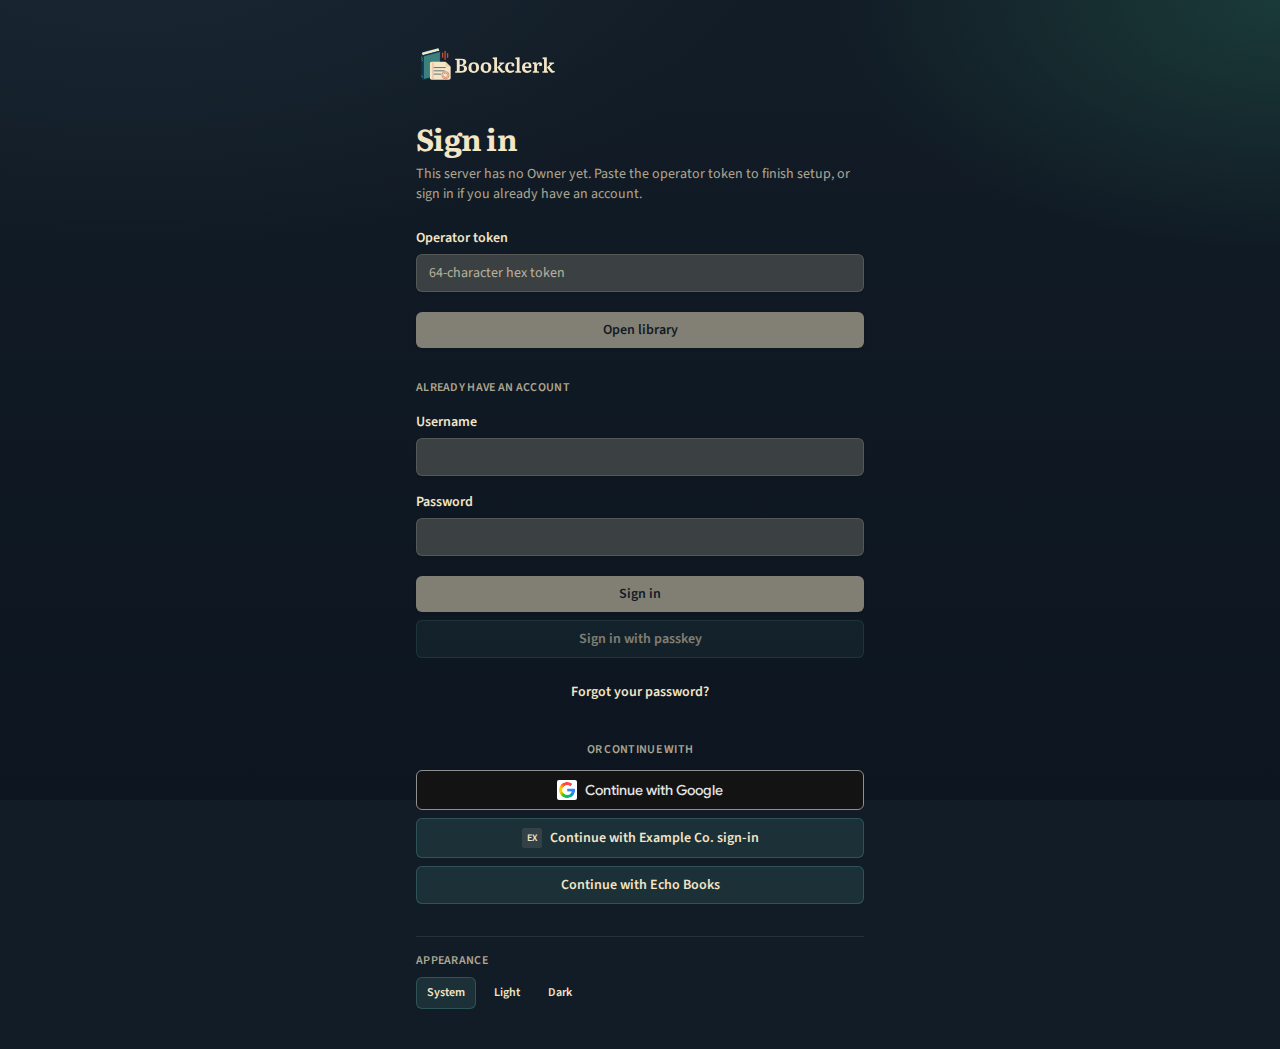 Bookclerk
Sign in
This server has no Owner yet. Paste the operator token to finish setup, or
sign in if you already have an account.
Operator token
64-character hex token
Open library
ALREADY HAVE AN ACCOUNT
Username
Password
Sign in
Sign in with passkey
Forgot your password?
OR CONTINUE WITH
Continue with Google
EX Continue with Example Co. sign-in
Continue with Echo Books
APPEARANCE
System Light Dark